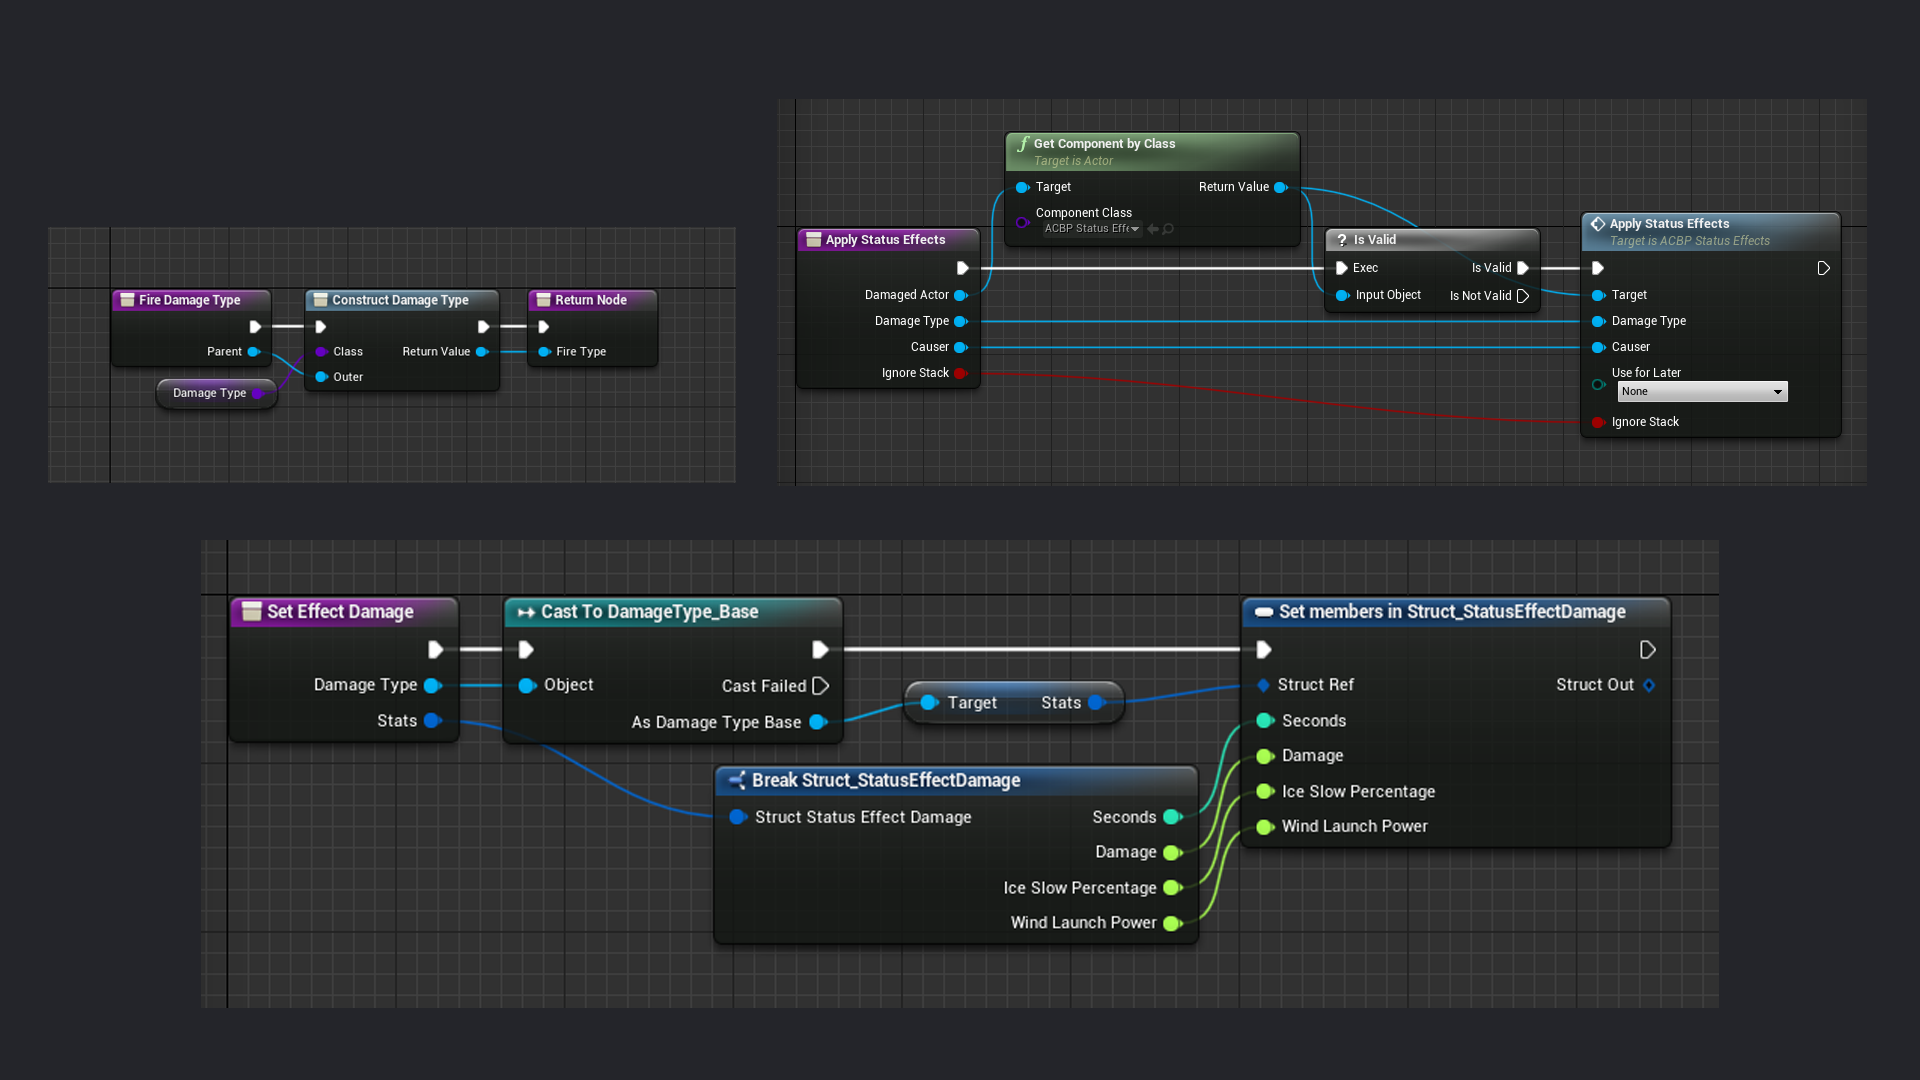 Fire Damage Type
Parent
Damage Type
Construct Damage Type
Class
Return Value
Outer
Return Node
Fire Type
Get Component by Class
Target is Actor
Target
Return Value
Component Class
ACBP Status Effe
Apply Status Effects
Damaged Actor
Damage Type
Causer
Ignore Stack
? Is Valid
Exec
Is Valid
Input Object
Is Not Valid
Apply Status Effects
Target is ACBP Status Effects
Target
Damage Type
Causer
Use for Later
None
Ignore Stack
Set Effect Damage
Damage Type
Stats
Cast To DamageType_Base
Object
Cast Failed
As Damage Type Base
Target
Stats
Break Struct_StatusEffectDamage
Struct Status Effect Damage
Seconds
Damage
Ice Slow Percentage
Wind Launch Power
Set members in Struct_StatusEffectDamage
Struct Ref
Struct Out
Seconds
Damage
Ice Slow Percentage
Wind Launch Power